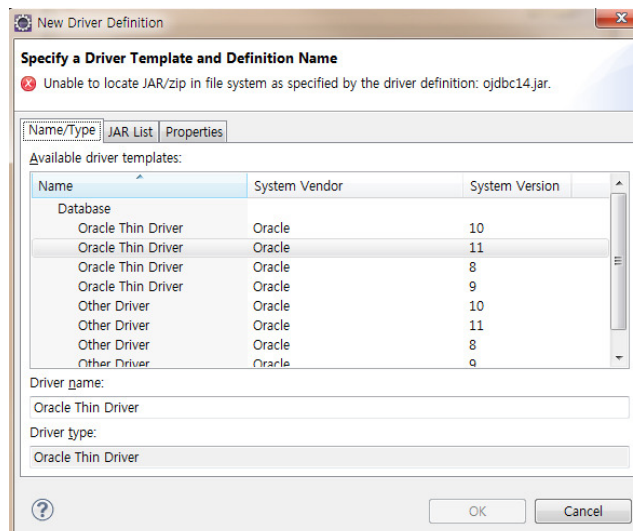 New Driver Definition
Specify a Driver Template and Definition Name
Unable to locate JAR/zip in file system as specified by the driver definition: ojdbc14.jar.
Name/Type JAR List Properties
Available driver templates:
Name System Vendor System Version
Database
Oracle Thin Driver Oracle 10
Oracle Thin Driver Oracle 11
Oracle Thin Driver Oracle 8
Oracle Thin Driver Oracle 9
Other Driver Oracle 10
Other Driver Oracle 11
Other Driver Oracle 8
Other Driver Oracle 9
Driver name:
Oracle Thin Driver
Driver type:
Oracle Thin Driver
OK Cancel